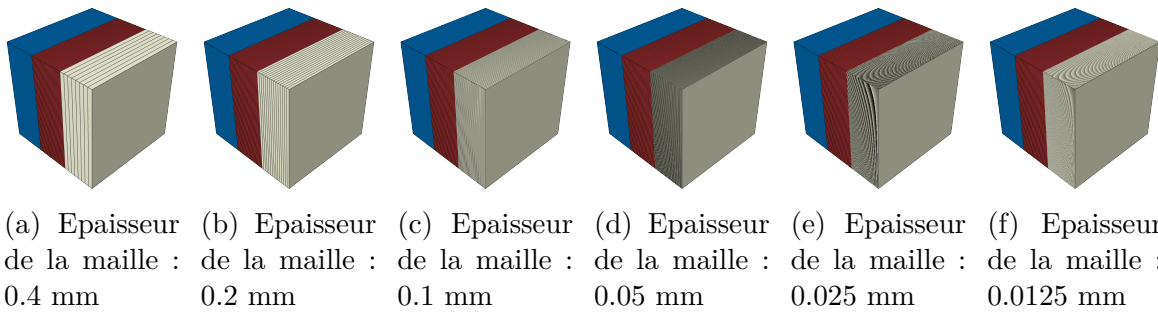 (a) Epaisseur
de la maille :
0.4 mm
(b) Epaisseur
de la maille :
0.2 mm
(c) Epaisseur
de la maille :
0.1 mm
(d) Epaisseur
de la maille :
0.05 mm
(e) Epaisseur
de la maille :
0.025 mm
(f) Epaisseur
de la maille :
0.0125 mm